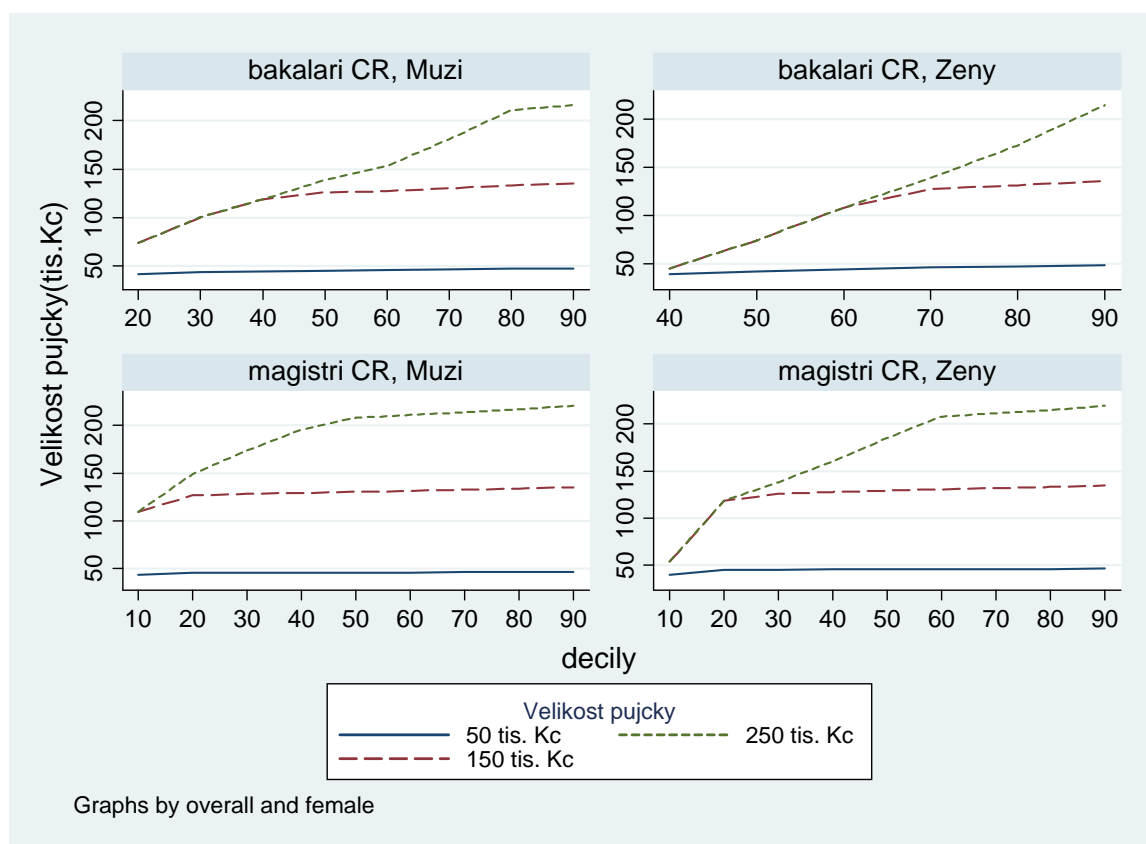 bakalari CR, Muzi
bakalari CR, Zeny
Velikost pujcky(tis.Kc)
200
150
100
50
20 30 40 50 60 70 80 90
200
150
100
50
40 50 60 70 80 90
magistri CR, Muzi
magistri CR, Zeny
200
150
100
50
10 20 30 40 50 60 70 80 90
200
150
100
50
10 20 30 40 50 60 70 80 90
decily
Velikost pujcky
50 tis. Kc
250 tis. Kc
150 tis. Kc
Graphs by overall and female